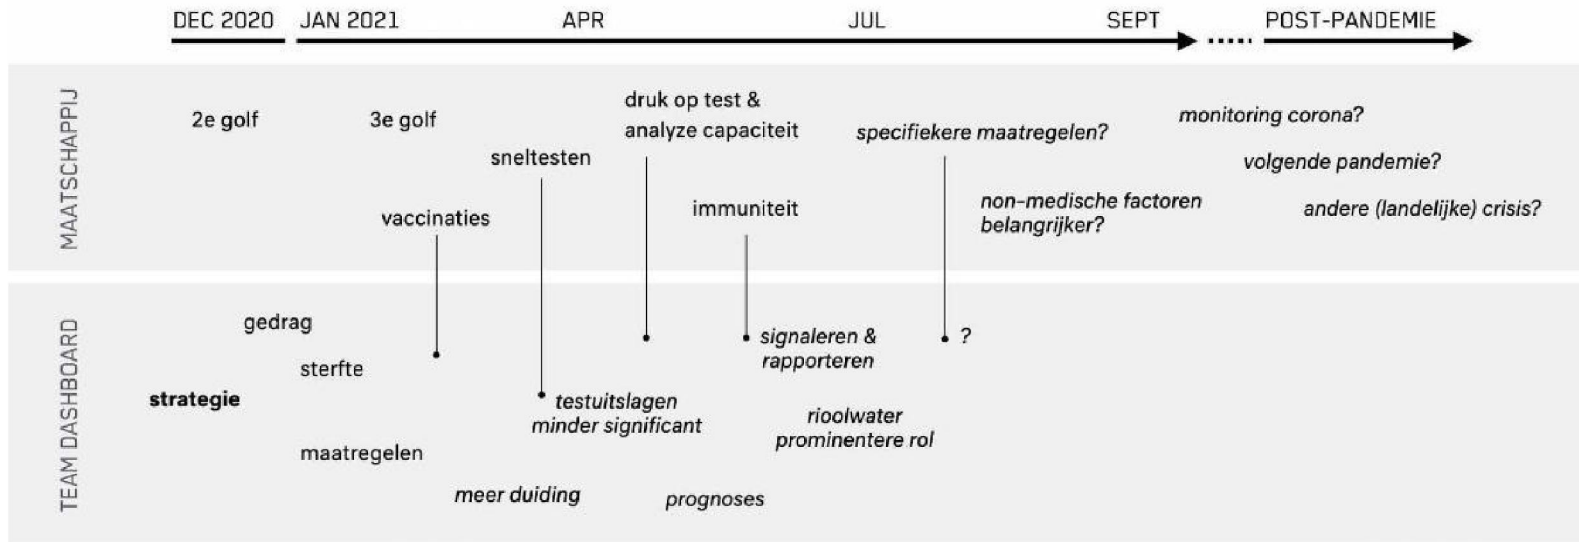 DEC 2020 JAN 2021 APR JUL SEPT POST-PANDEMIE
MAATSCHAPPIJ
2e golf
3e golf
sneltesten
vaccinaties
druk op test &
analyze capaciteit
immuniteit
specifiekere maatregelen?
non-medische factoren
belangrijker?
monitoring corona?
volgende pandemie?
andere (landelijke) crisis?
TEAM DASHBOARD
gedrag
sterfte
strategie
maatregelen
meer duiding
testuitslagen
minder significant
prognoses
signaleren &
rapporteren
rioolwater
prominentere rol
?